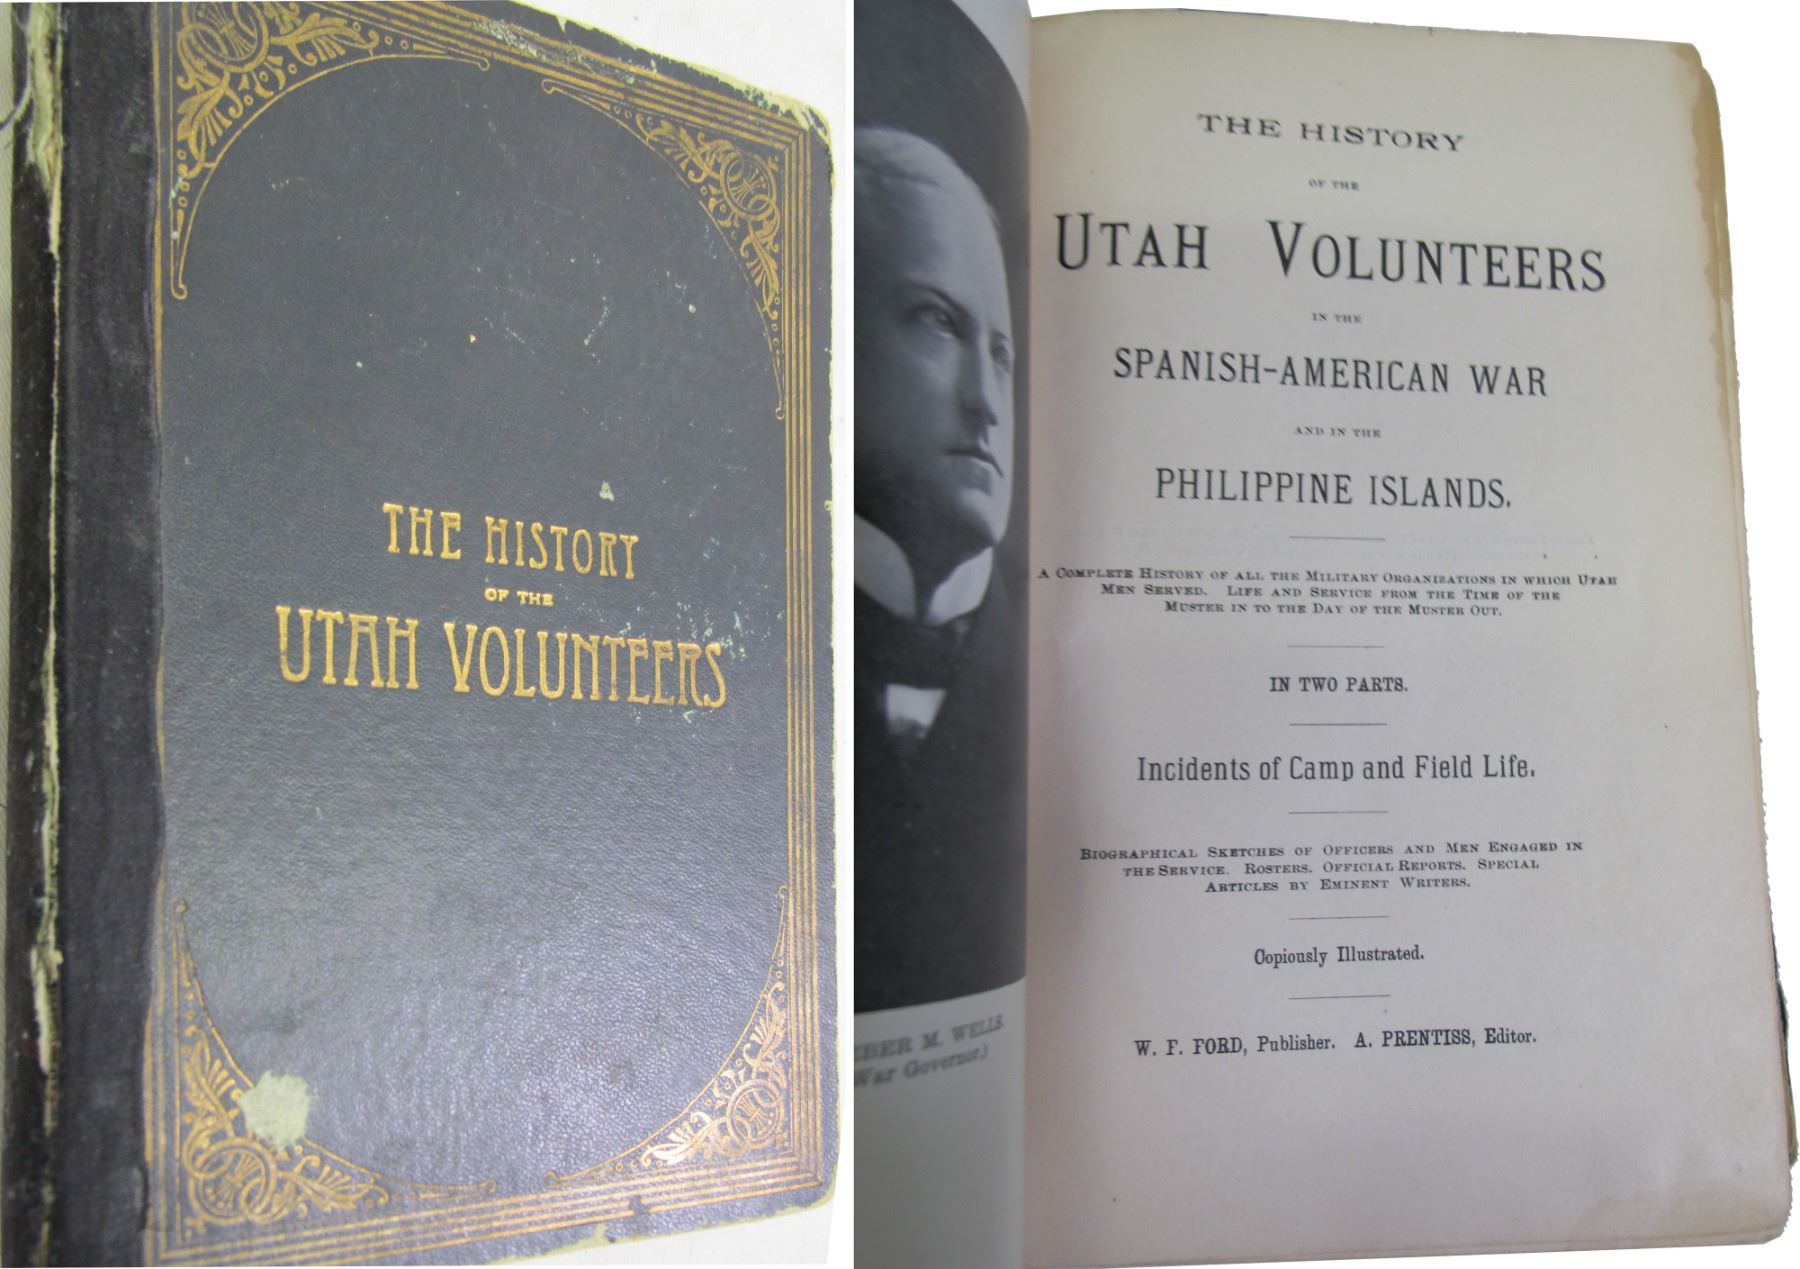 THE HISTORY
OF THE
UTAH VOLUNTEERS
THE HISTORY
OF THE
UTAH VOLUNTEERS
IN THE
SPANISH-AMERICAN WAR
AND IN THE
PHILIPPINE ISLANDS.
A COMPLETE HISTORY OF ALL THE MILITARY ORGANIZATIONS IN WHICH UTAH
MEN SERVED. LIFE AND SERVICE FROM THE TIME OF THE
MUSTER IN TO THE DAY OF THE MUSTER OUT.
IN TWO PARTS.
Incidents of Camp and Field Life.
BIOGRAPHICAL SKETCHES OF OFFICERS AND MEN ENGAGED IN
THE SERVICE. ROSTERS. OFFICIAL REPORTS. SPECIAL
ARTICLES BY EMINENT WRITERS.
Copiously Illustrated.
W. F. FORD, Publisher. A. PRENTISS, Editor.
M. WELLS.
War Governor.)